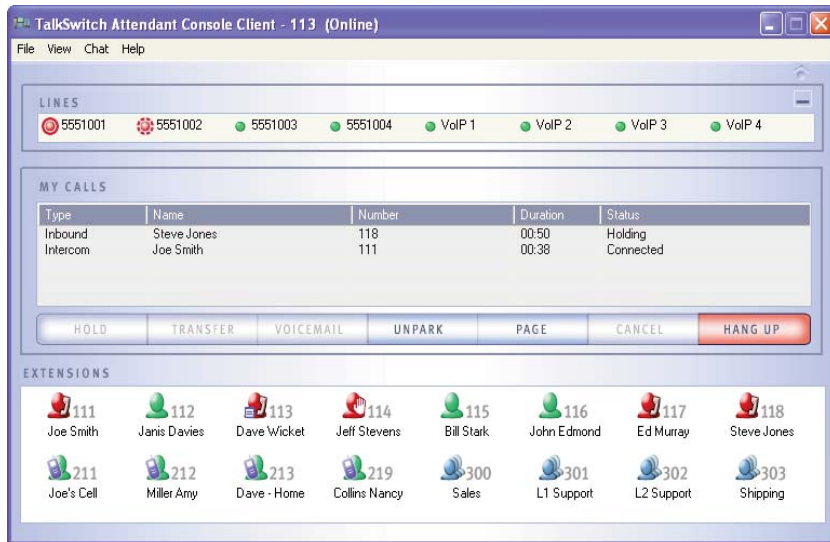 TalkSwitch Attendant Console Client - 113 (Online)
File View Chat Help
LINES
5551001 5551002 5551003 5551004 VoIP 1 VoIP 2 VoIP 3 VoIP 4
MY CALLS
Type Name Number Duration Status
Inbound Steve Jones 118 00:50 Holding
Intercom Joe Smith 111 00:38 Connected
HOLD TRANSFER VOICEMAIL UNPARK PAGE CANCEL HANG UP
EXTENSIONS
111 112 113 114 115 116 117 118
Joe Smith Janis Davies Dave Wicket Jeff Stevens Bill Stark John Edmond Ed Murray Steve Jones
211 212 213 219 300 301 302 303
Joe's Cell Miller Amy Dave - Home Collins Nancy Sales L1 Support L2 Support Shipping